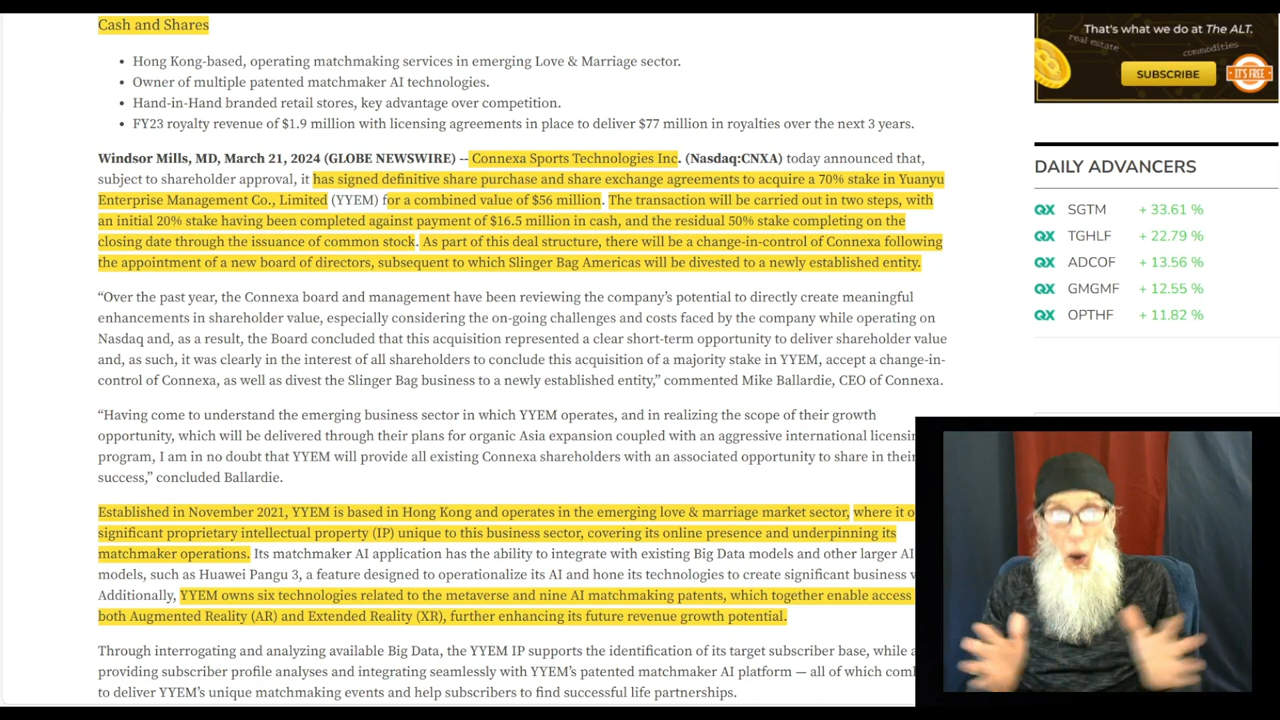 Cash and Shares
• Hong Kong-based, operating matchmaking services in emerging Love & Marriage sector.
• Owner of multiple patented matchmaker AI technologies.
• Hand-in-Hand branded retail stores, key advantage over competition.
• FY23 royalty revenue of $1.9 million with licensing agreements in place to deliver $77 million in royalties over the next 3 years.
Windsor Mills, MD, March 21, 2024 (GLOBE NEWSWIRE) -- Connexa Sports Technologies Inc. (Nasdaq:CNXA) today announced that,
subject to shareholder approval, it has signed definitive share purchase and share exchange agreements to acquire a 70% stake in Yuanyu
Enterprise Management Co., Limited (YYEM) for a combined value of $56 million. The transaction will be carried out in two steps, with
an initial 20% stake having been completed against payment of $16.5 million in cash, and the residual 50% stake completing on the
closing date through the issuance of common stock. As part of this deal structure, there will be a change-in-control of Connexa following
the appointment of a new board of directors, subsequent to which Slinger Bag Americas will be divested to a newly established entity.
“Over the past year, the Connexa board and management have been reviewing the company’s potential to directly create meaningful
enhancements in shareholder value, especially considering the on-going challenges and costs faced by the company while operating on
Nasdaq and, as a result, the Board concluded that this acquisition represented a clear short-term opportunity to deliver shareholder value
and, as such, it was clearly in the interest of all shareholders to conclude this acquisition of a majority stake in YYEM, accept a change-in-
control of Connexa, as well as divest the Slinger Bag business to a newly established entity,” commented Mike Ballardie, CEO of Connexa.
“Having come to understand the emerging business sector in which YYEM operates, and in realizing the scope of their growth
opportunity, which will be delivered through their plans for organic Asia expansion coupled with an aggressive international
program, I am in no doubt that YYEM will provide all existing Connexa shareholders with an associated opportunity to share in
success,” concluded Ballardie.
Established in November 2021, YYEM is based in Hong Kong and operates in the emerging love & marriage market sector, where it
significant proprietary intellectual property (IP) unique to this business sector, covering its online presence and underpinning its
matchmaker operations. Its matchmaker AI application has the ability to integrate with existing Big Data models and other larger AI
models, such as Huawei Pangu 3, a feature designed to operationalize its AI and hone its technologies to create significant business
Additionally, YYEM owns six technologies related to the metaverse and nine AI matchmaking patents, which together enable access
both Augmented Reality (AR) and Extended Reality (XR), further enhancing its future revenue growth potential.
Through interrogating and analyzing available Big Data, the YYEM IP supports the identification of its target subscriber base, while
providing subscriber profile analyses and integrating seamlessly with YYEM’s patented matchmaker AI platform — all of which
to deliver YYEM’s unique matchmaking events and help subscribers to find successful life partnerships.
That's what we do at The ALT.
real estate
commodities
SUBSCRIBE
IT'S FREE
DAILY ADVANCERS
QX SGTM + 33.61 %
QX TGHLF + 22.79 %
QX ADCOF + 13.56 %
QX GMGMF + 12.55 %
QX OPTHF + 11.82 %